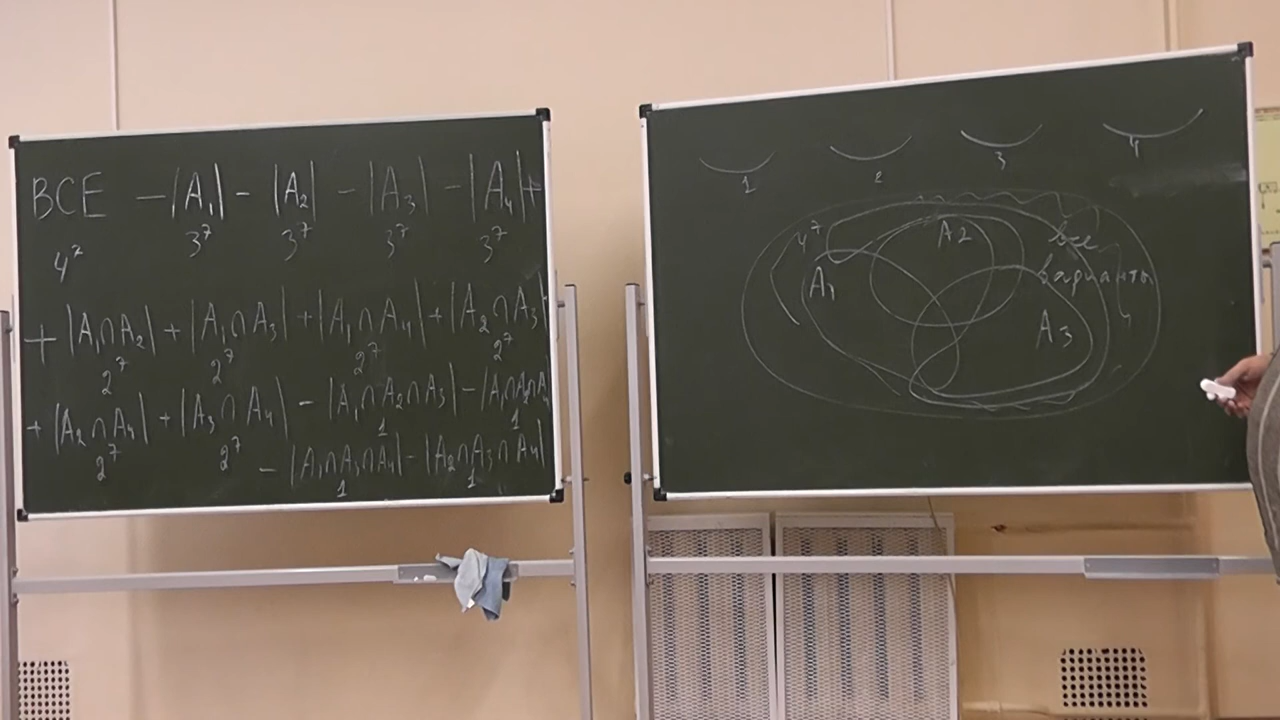 ВСЕ - |A₁| - |A₂| - |A₃| - |A₄| +
4⁷ 3⁷ 3⁷ 3⁷ 3⁷
+ |A₁∩A₂| + |A₁∩A₃| + |A₁∩A₄| + |A₂∩A₃|
2⁷ 2⁷ 2⁷ 2⁷
+ |A₂∩A₄| + |A₃∩A₄| - |A₁∩A₂∩A₃| - |A₁∩A₂∩A₄
2⁷ 2⁷ 1 1
- |A₁∩A₃∩A₄| - |A₂∩A₃∩A₄|
1 1
1 2 3 4
4⁷ A₂ все
A₁ варианты
A₃